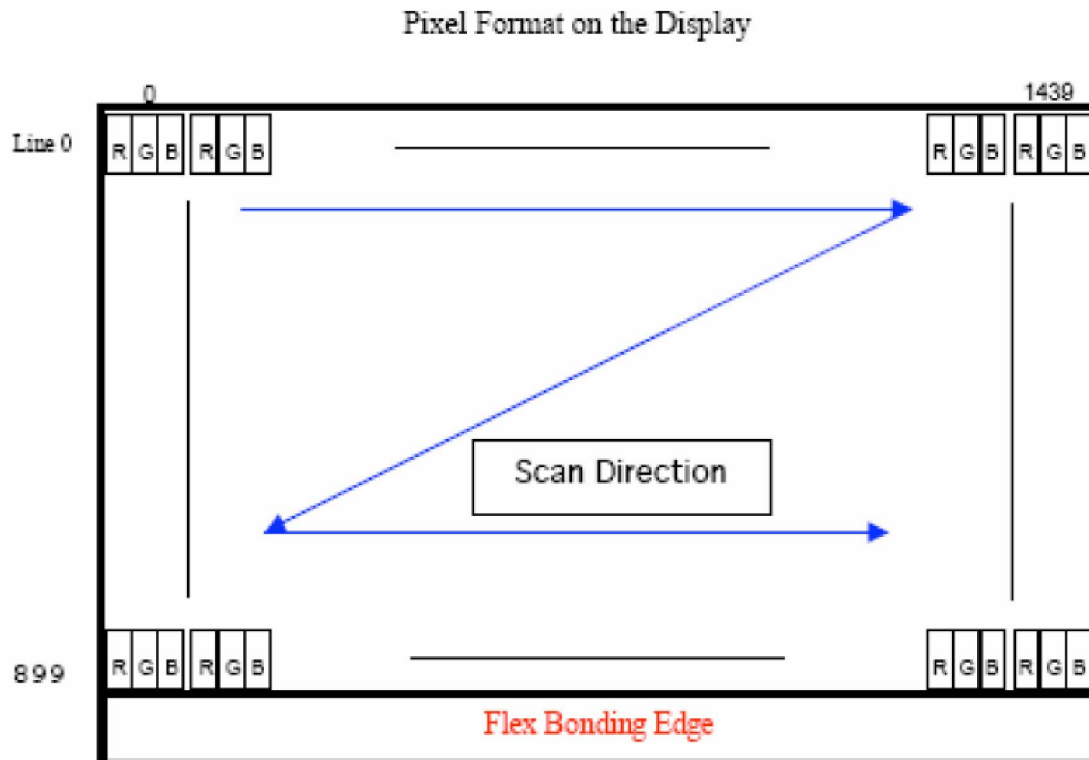 Pixel Format on the Display
0 1439
Line 0 R G B R G B R G B R G B
Scan Direction
899 R G B R G B R G B R G B
Flex Bonding Edge